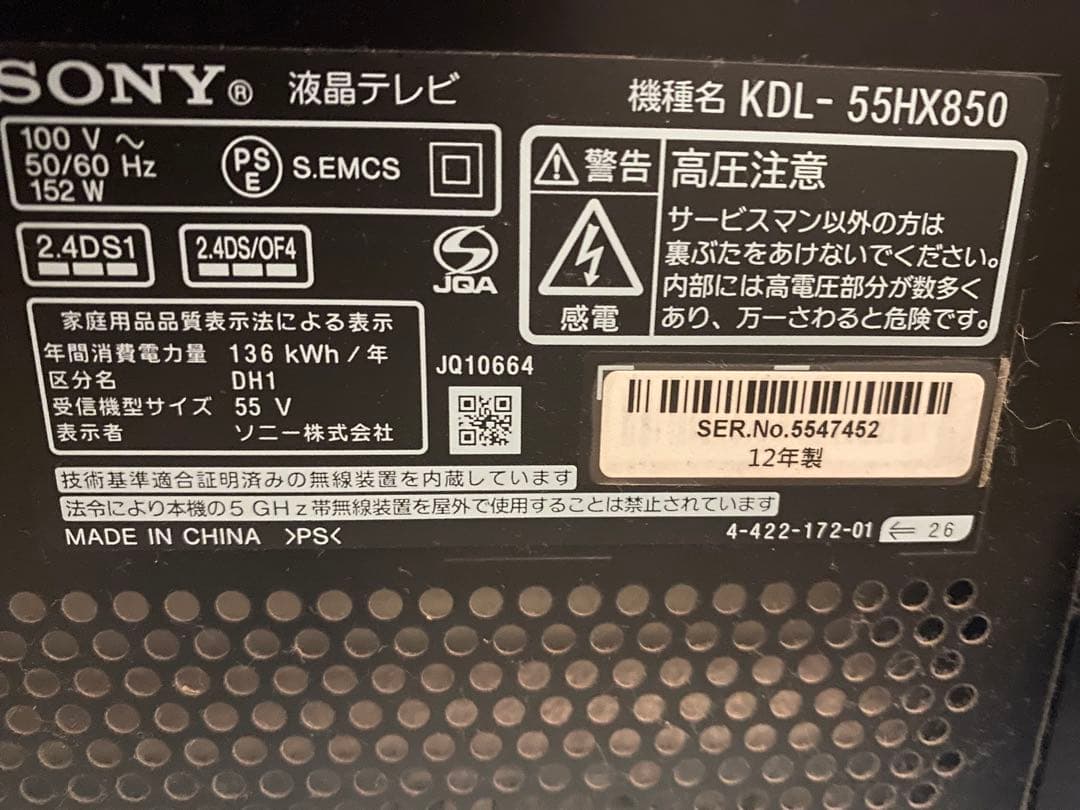 SONY® 液晶テレビ
機種名 KDL- 55HX850
100 V ～
50/60 Hz
152 W
PS
E
S.EMCS
2.4DS1
2.4DS/OF4
JQA
警告
高圧注意
サービスマン以外の方は
裏ぶたをあけないでください。
内部には高電圧部分が数多く
あり、万一さわると危険です。
感電
家庭用品品質表示法による表示
年間消費電力量 136 kWh / 年
区分名 DH1
受信機型サイズ 55 V
表示者 ソニー株式会社
JQ10664
SER.No.5547452
12年製
技術基準適合証明済みの無線装置を内蔵しています
法令により本機の5 GHz帯無線装置を屋外で使用することは禁止されています
MADE IN CHINA >PS<
4-422-172-01 ⇐ 26